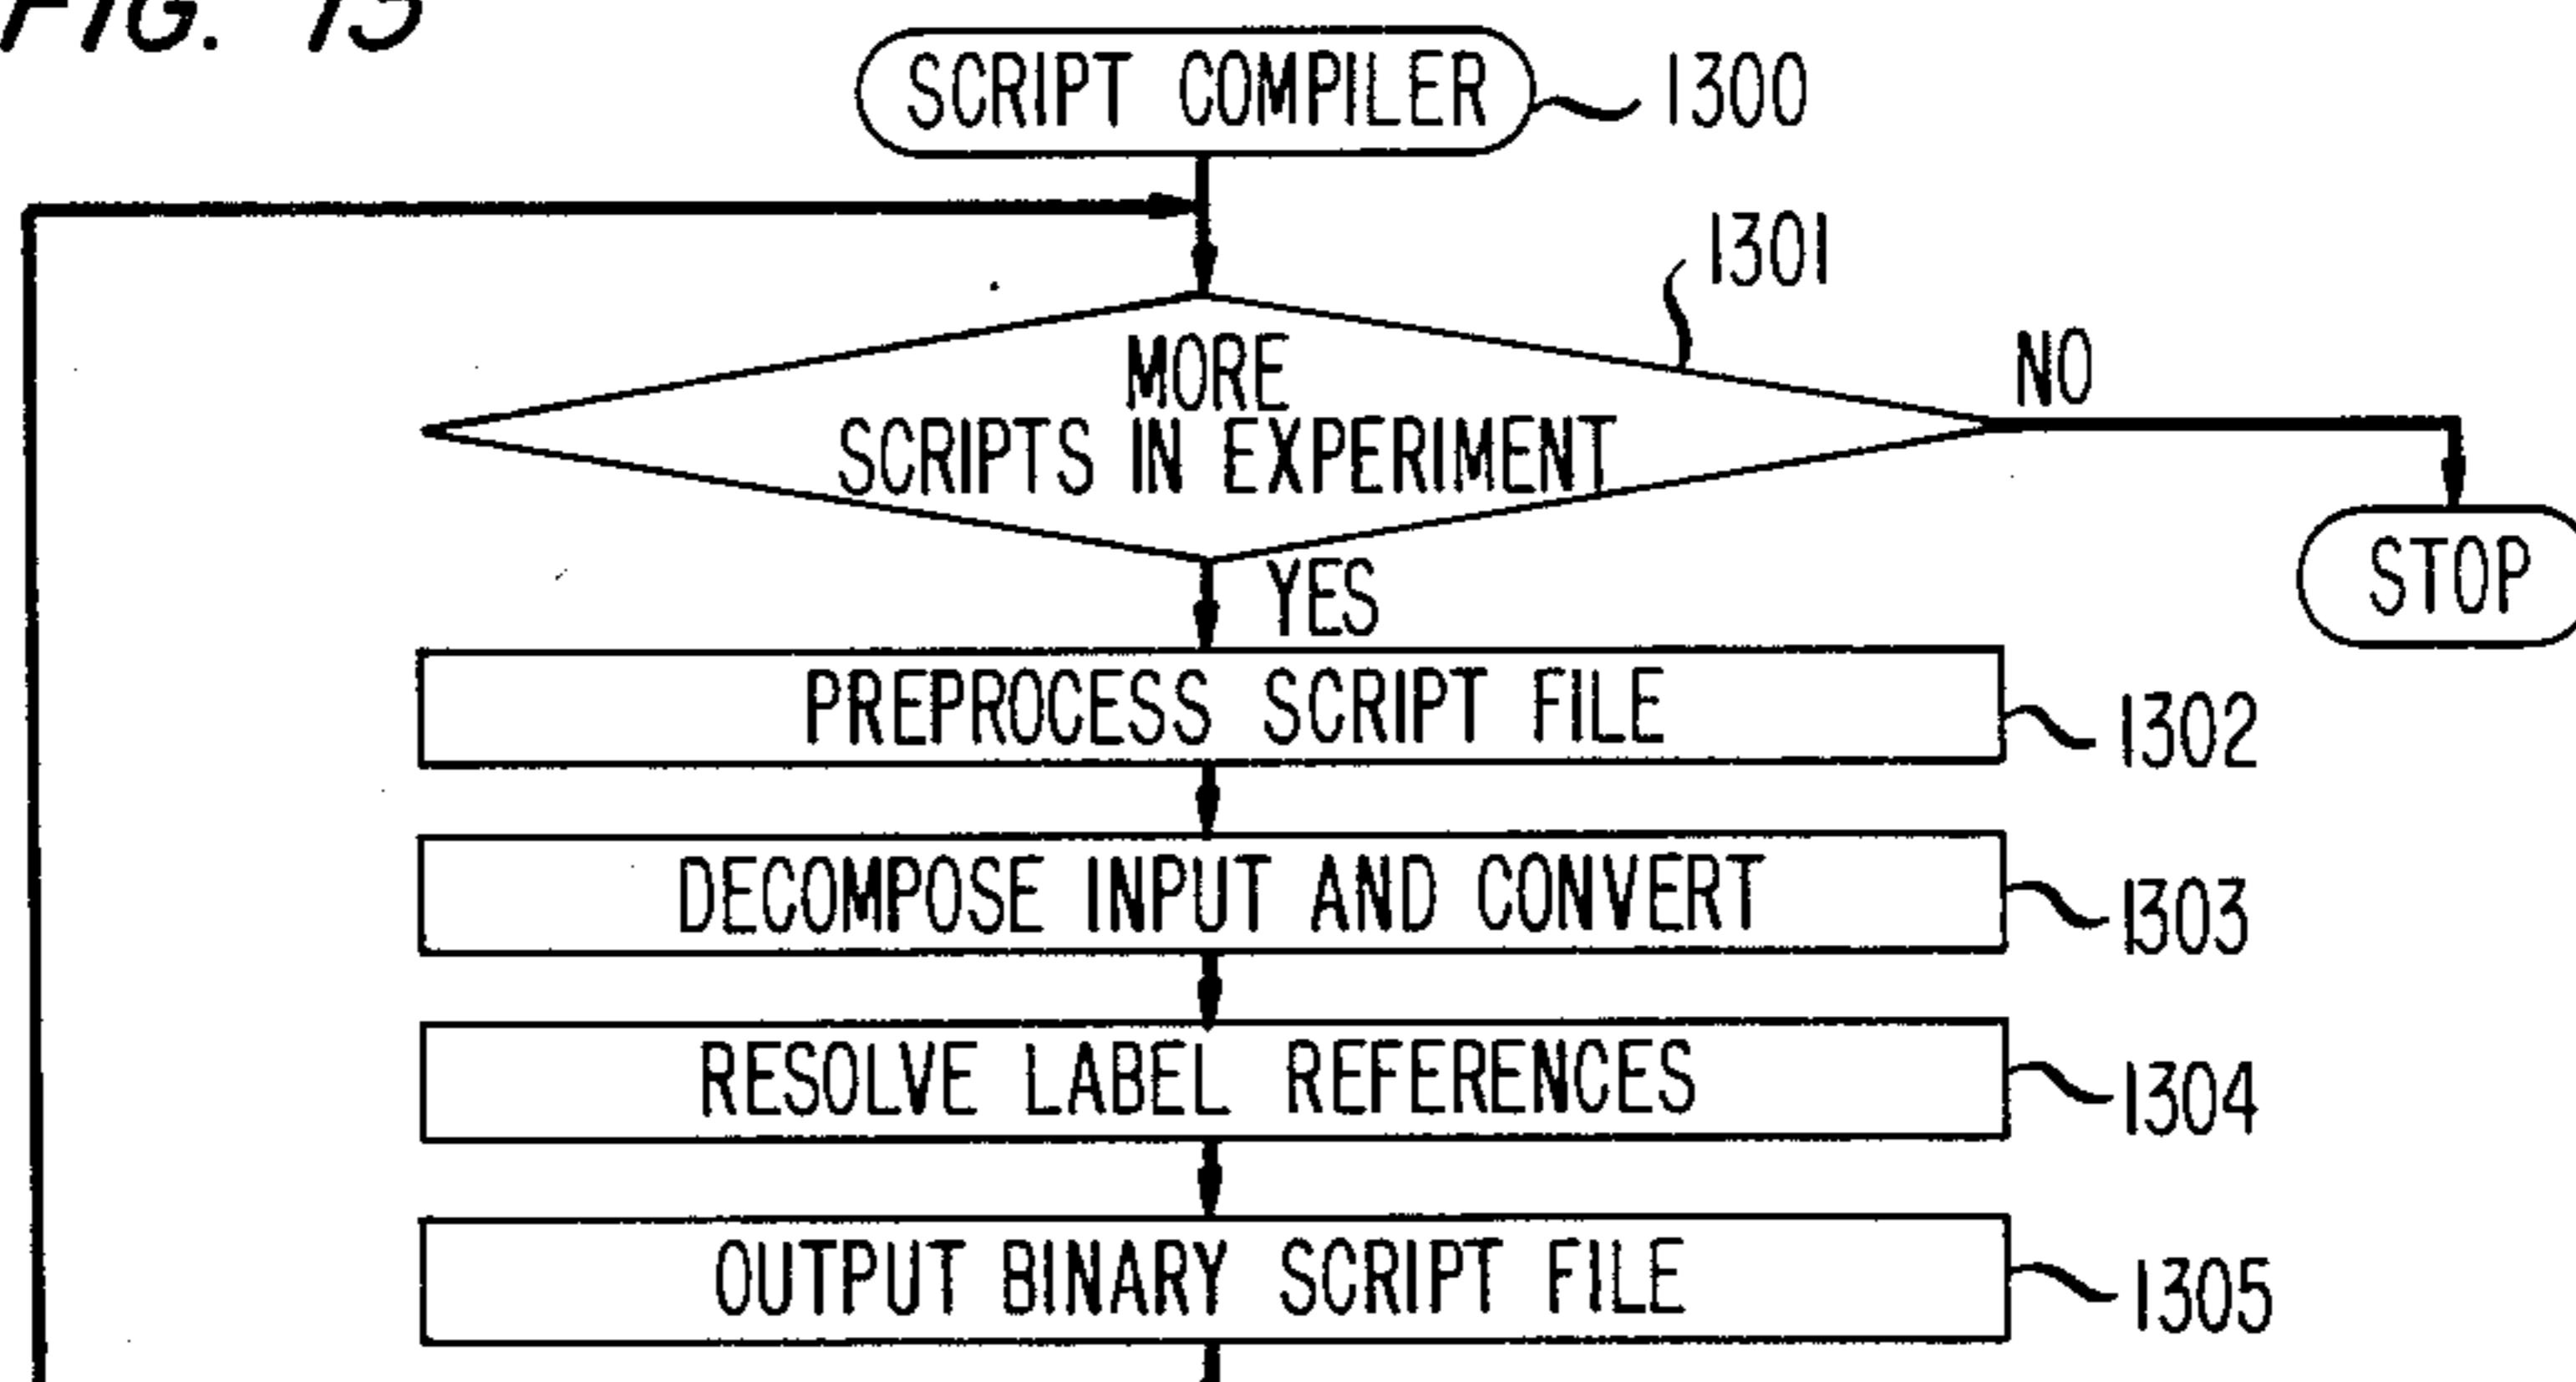 FIG. 13
SCRIPT COMPILER
1300
1301
MORE
SCRIPTS IN EXPERIMENT
NO
STOP
YES
PREPROCESS SCRIPT FILE
1302
DECOMPOSE INPUT AND CONVERT
1303
RESOLVE LABEL REFERENCES
1304
OUTPUT BINARY SCRIPT FILE
1305